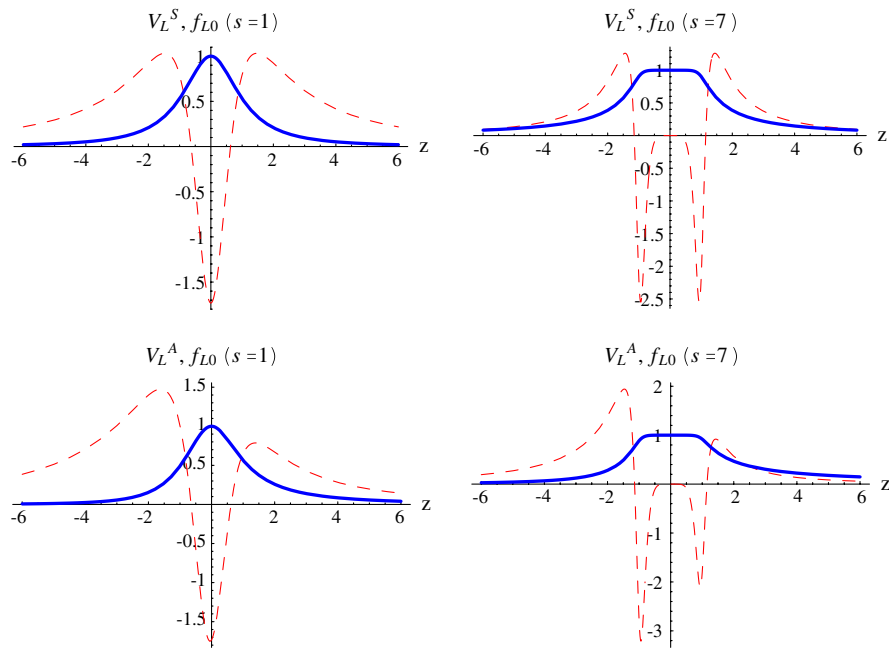 V_L^S, f_L0 (s=1)
1
0.5
-6 -4 -2 2 4 6 z
-0.5
-1
-1.5
V_L^S, f_L0 (s=7)
1
0.5
-6 -4 -2 2 4 6 z
-0.5
-1
-1.5
-2
-2.5
V_L^A, f_L0 (s=1)
1.5
1
0.5
-6 -4 -2 2 4 6 z
-0.5
-1
-1.5
V_L^A, f_L0 (s=7)
2
1
-6 -4 -2 2 4 6 z
-1
-2
-3